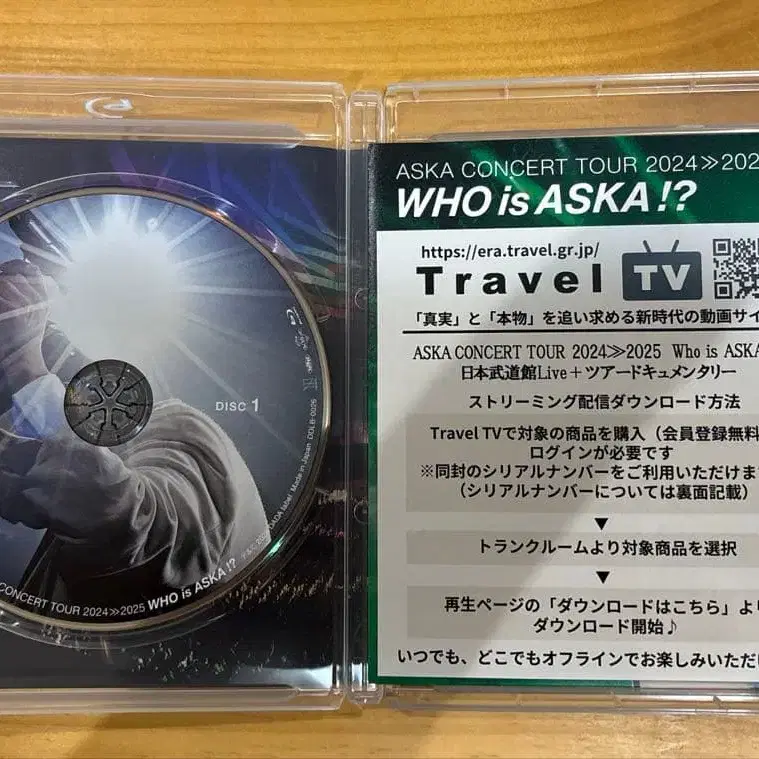 DISC 1
DDLB-0026
DADA label Made in Japan
CONCERT TOUR 2024≫2025 WHO is ASKA !?
ASKA CONCERT TOUR 2024≫202
WHO is ASKA !?
https://era.travel.gr.jp/
Travel TV
「真実」と「本物」を追い求める新時代の動画サイ
ASKA CONCERT TOUR 2024≫2025 Who is ASKA
日本武道館Live＋ツアードキュメンタリー
ストリーミング配信ダウンロード方法
Travel TVで対象の商品を購入（会員登録無料
ログインが必要です
※同封のシリアルナンバーをご利用いただけま
（シリアルナンバーについては裏面記載）
▼
トランクルームより対象商品を選択
▼
再生ページの「ダウンロードはこちら」よ
ダウンロード開始♪
いつでも、どこでもオフラインでお楽しみいただ